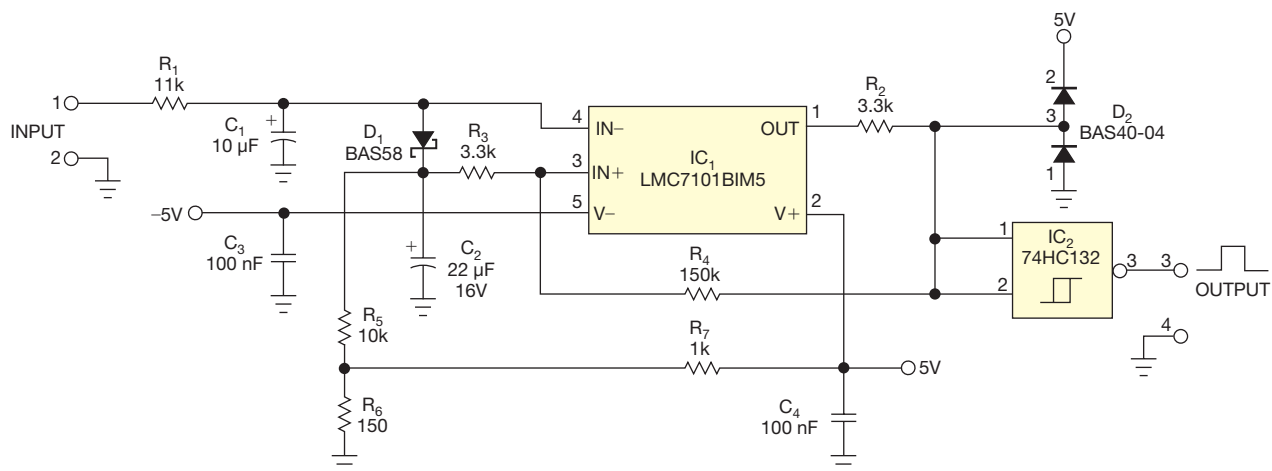 5V
R1
11k
1
INPUT
2
C1
10 µF
+
D1
BAS58
R3
3.3k
4
IN−
3
IN+
5
V−
IC1
LMC7101BIM5
OUT
1
V+
2
R2
3.3k
2
3
1
D2
BAS40-04
−5V
C3
100 nF
+
C2
22 µF
16V
R4
150k
1
2
IC2
74HC132
3
3
OUTPUT
4
R5
10k
R7
1k
5V
R6
150
C4
100 nF